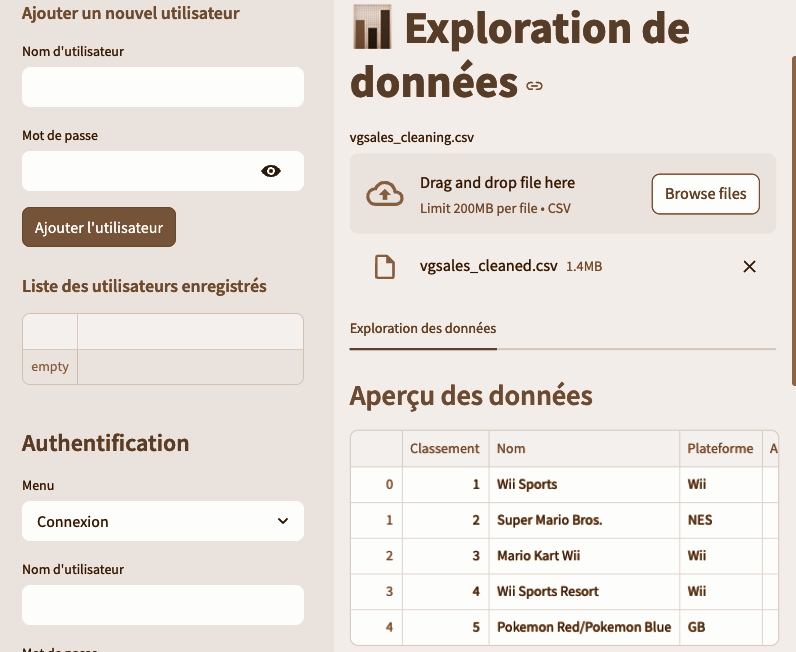 Ajouter un nouvel utilisateur
Nom d'utilisateur
Mot de passe
Ajouter l'utilisateur
Liste des utilisateurs enregistrés
empty
Authentification
Menu
Connexion
Nom d'utilisateur
Mot de passe
Exploration de
données
vgsales_cleaning.csv
Drag and drop file here
Limit 200MB per file • CSV
Browse files
vgsales_cleaned.csv 1.4MB
Exploration des données
Aperçu des données
Classement Nom Plateforme A
0 1 Wii Sports Wii
1 2 Super Mario Bros. NES
2 3 Mario Kart Wii Wii
3 4 Wii Sports Resort Wii
4 5 Pokemon Red/Pokemon Blue GB